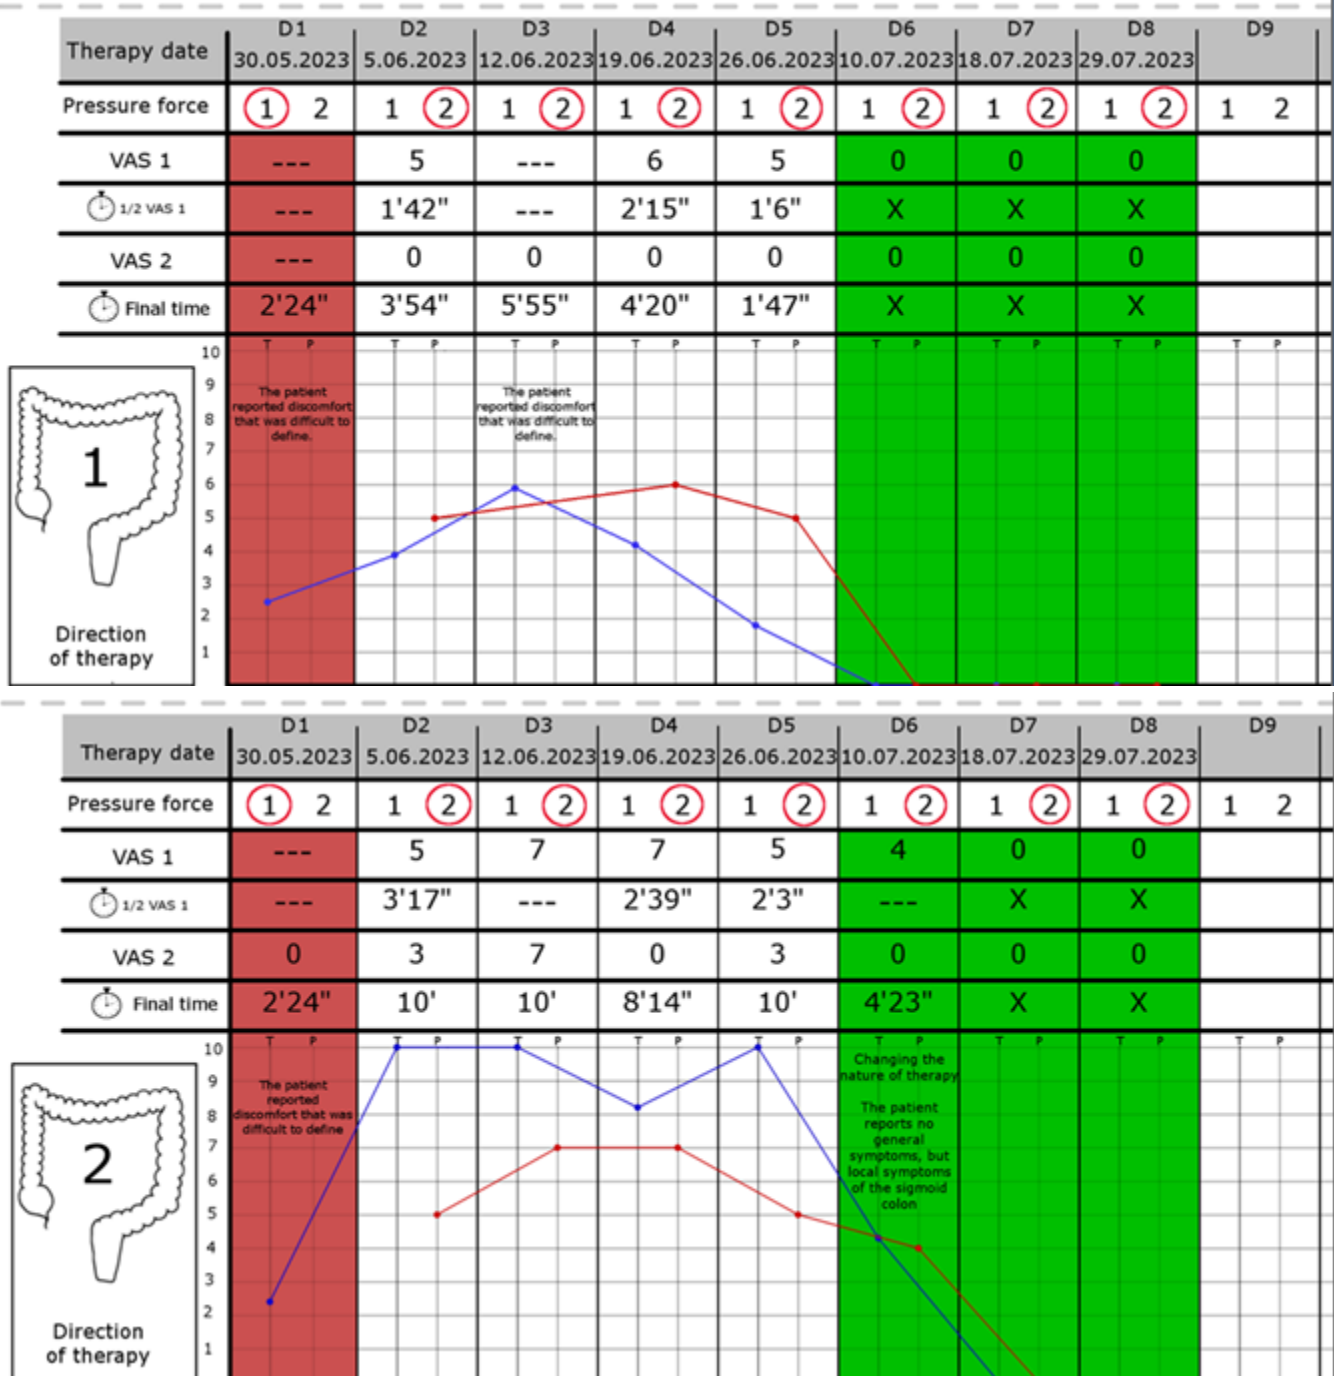 D1 D2 D3 D4 D5 D6 D7 D8 D9
Therapy date 30.05.2023 5.06.2023 12.06.2023 19.06.2023 26.06.2023 10.07.2023 18.07.2023 29.07.2023
Pressure force 1 2 1 2 1 2 1 2 1 2 1 2 1 2 1 2 1 2
VAS 1 --- 5 --- 6 5 0 0 0
1/2 VAS 1 --- 1'42" --- 2'15" 1'6" X X X
VAS 2 --- 0 0 0 0 0 0 0
Final time 2'24" 3'54" 5'55" 4'20" 1'47" X X X
T P T P T P T P T P T P T P T P T P
10
9
8
7
6
5
4
3
2
1
The patient
reported discomfort
that was difficult to
define.
The patient
reported discomfort
that was difficult to
define.
1
Direction
of therapy
D1 D2 D3 D4 D5 D6 D7 D8 D9
Therapy date 30.05.2023 5.06.2023 12.06.2023 19.06.2023 26.06.2023 10.07.2023 18.07.2023 29.07.2023
Pressure force 1 2 1 2 1 2 1 2 1 2 1 2 1 2 1 2 1 2
VAS 1 --- 5 7 7 5 4 0 0
1/2 VAS 1 --- 3'17" --- 2'39" 2'3" --- X X
VAS 2 0 3 7 0 3 0 0 0
Final time 2'24" 10' 10' 8'14" 10' 4'23" X X
T P T P T P T P T P T P T P T P T P
10
9
8
7
6
5
4
3
2
1
The patient
reported
discomfort that was
difficult to define
Changing the
nature of therapy
The patient
reports no
general
symptoms, but
local symptoms
of the sigmoid
colon
2
Direction
of therapy